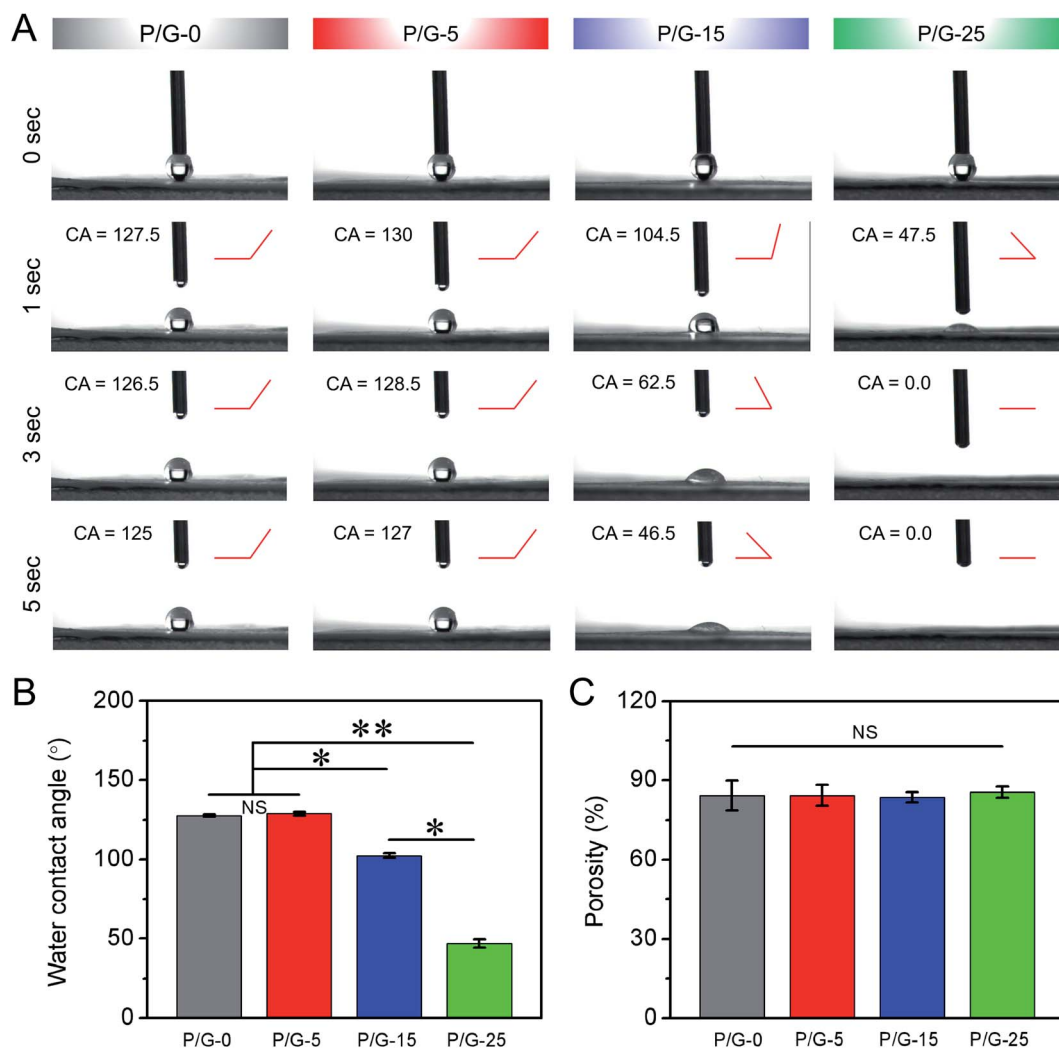 A
P/G-0 P/G-5 P/G-15 P/G-25
0 sec
1 sec
CA = 127.5 CA = 130 CA = 104.5 CA = 47.5
3 sec
CA = 126.5 CA = 128.5 CA = 62.5 CA = 0.0
5 sec
CA = 125 CA = 127 CA = 46.5 CA = 0.0
B
Water contact angle (°)
200
150
100
50
0
**
*
NS
*
P/G-0 P/G-5 P/G-15 P/G-25
C
Porosity (%)
120
90
60
30
0
NS
P/G-0 P/G-5 P/G-15 P/G-25